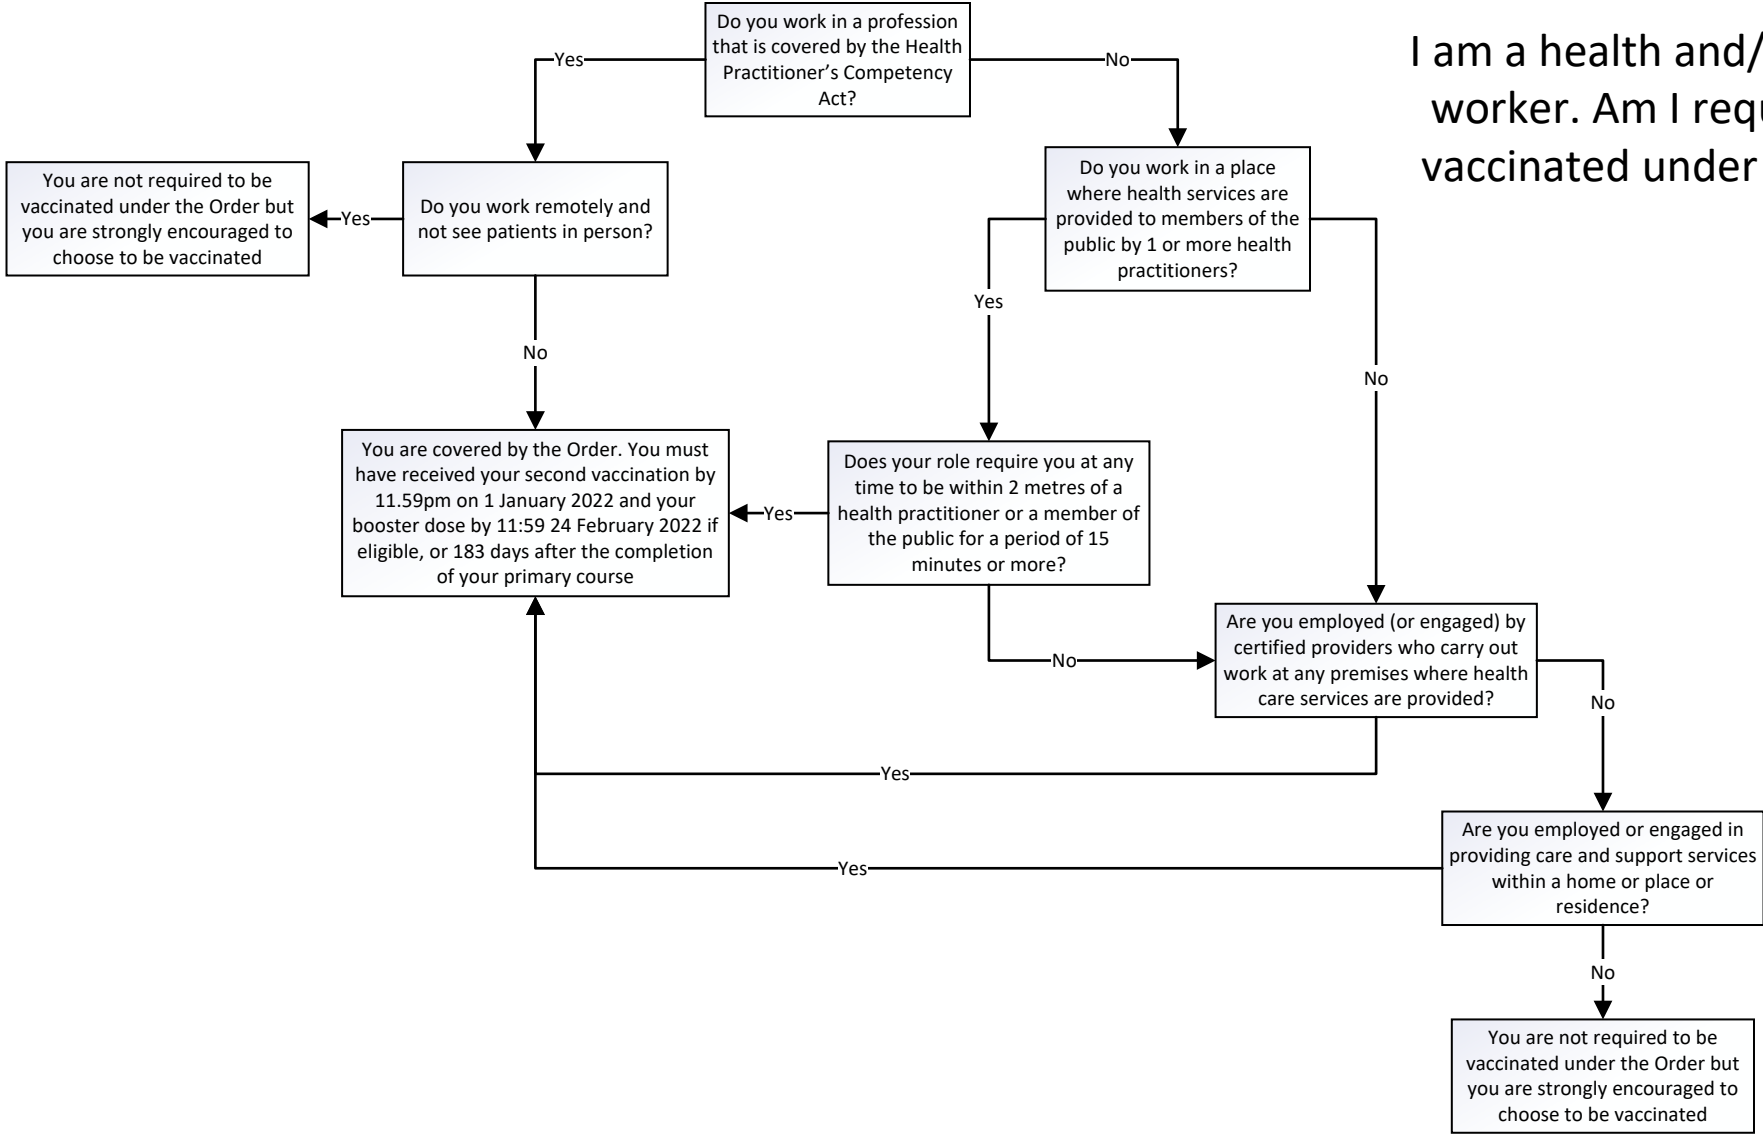 Do you work in a profession
that is covered by the Health
Practitioner's Competency
Act?
I am a health and/
worker. Am I requ
vaccinated under
Yes
No
You are not required to be
vaccinated under the Order but
you are strongly encouraged to
choose to be vaccinated
Yes
Do you work remotely and
not see patients in person?
Do you work in a place
where health services are
provided to members of the
public by 1 or more health
practitioners?
Yes
No
No
You are covered by the Order. You must
have received your second vaccination by
11.59pm on 1 January 2022 and your
booster dose by 11:59 24 February 2022 if
eligible, or 183 days after the completion
of your primary course
Yes
Does your role require you at any
time to be within 2 metres of a
health practitioner or a member of
the public for a period of 15
minutes or more?
No
Are you employed (or engaged) by
certified providers who carry out
work at any premises where health
care services are provided?
No
Yes
Yes
Are you employed or engaged in
providing care and support services
within a home or place or
residence?
No
You are not required to be
vaccinated under the Order but
you are strongly encouraged to
choose to be vaccinated